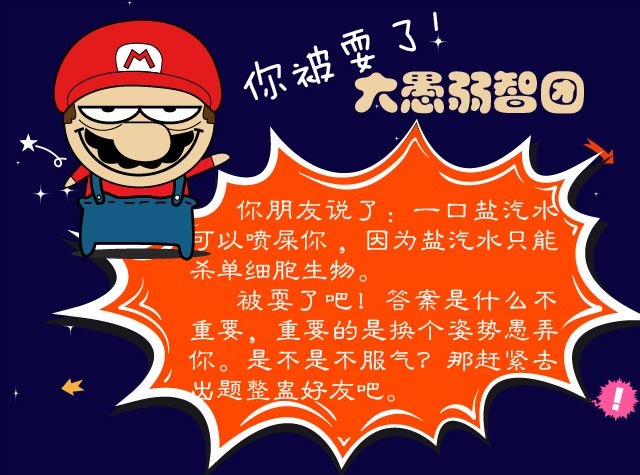 你被耍了!
大愚弱智团
M
你朋友说了：一口盐汽水
可以喷屎你，因为盐汽水只能
杀单细胞生物。
被耍了吧！答案是什么不
重要，重要的是换个姿势愚弄
你。是不是不服气？那赶紧去
出题整蛊好友吧。
!